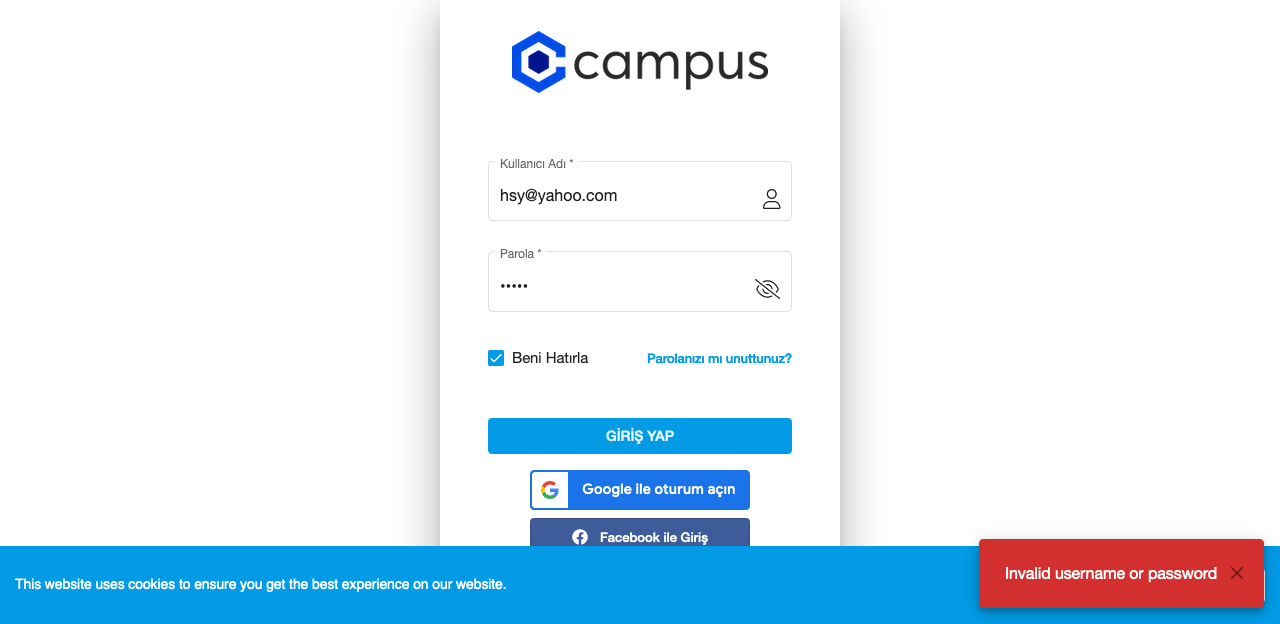 campus
Kullanıcı Adı *
hsy@yahoo.com
Parola *
•••••
Beni Hatırla
Parolanızı mı unuttunuz?
GİRİŞ YAP
Google ile oturum açın
Facebook ile Giriş
This website uses cookies to ensure you get the best experience on our website.
Invalid username or password